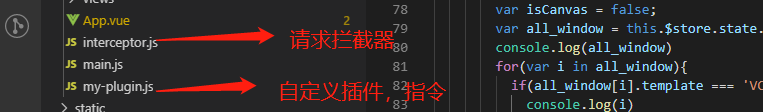 views
App.vue 2
JS interceptor.js
JS main.js
JS my-plugin.js
static
请求拦截器
自定义插件，指令
78 var isCanvas = false;
79 var all_window = this.$store.state.
80 console.log(all_window)
81 for(var i in all_window){
82 if(all_window[i].template === 'VC
83 console.log(i)